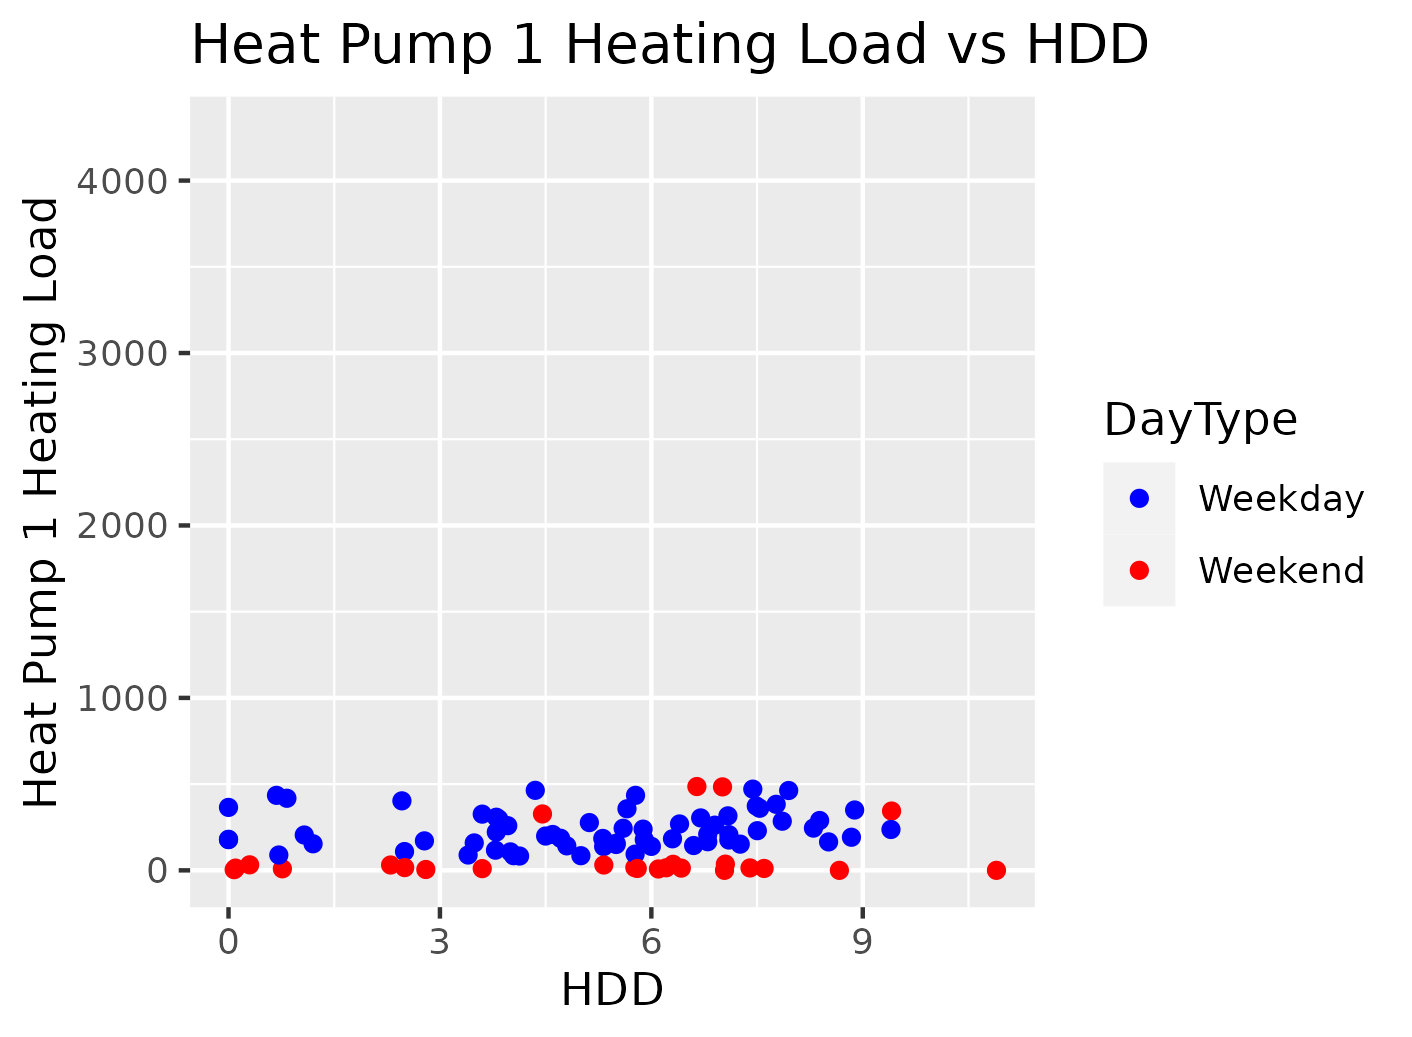 Heat Pump 1 Heating Load vs HDD
Heat Pump 1 Heating Load
4000
3000
2000
1000
0
0 3 6 9
HDD
DayType
Weekday
Weekend